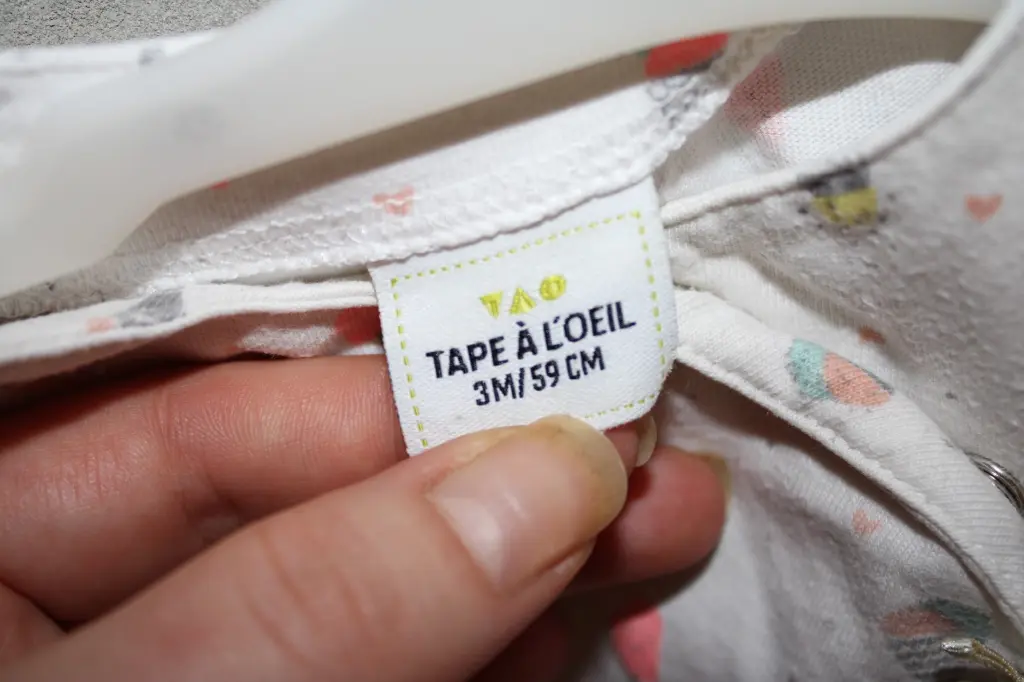 TAO
TAPE À L'OEIL
3M/59 CM